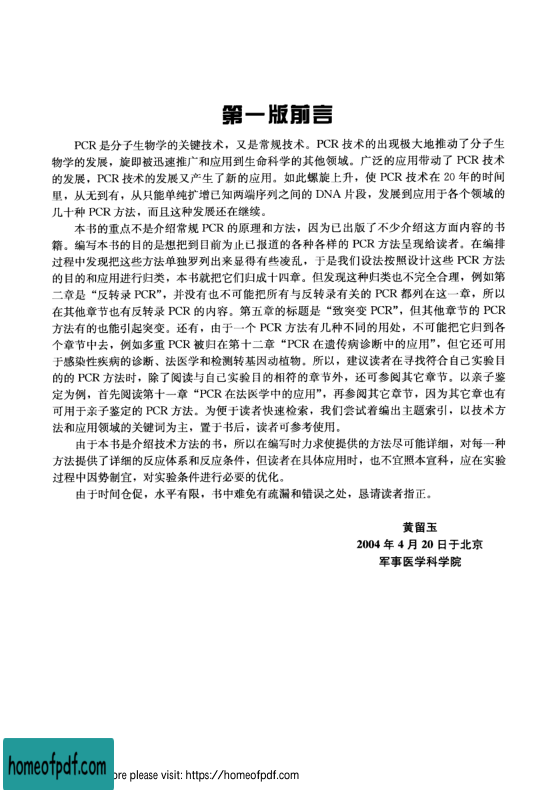 第一版前言
PCR 是分子生物学的关键技术，又是常规技术。PCR 技术的出现极大地推动了分子生
物学的发展，旋即被迅速推广和应用到生命科学的其他领域。广泛的应用带动了 PCR 技术
的发展，PCR 技术的发展又产生了新的应用。如此螺旋上升，使 PCR 技术在 20 年的时间
里，从无到有，从只能单纯扩增已知两端序列之间的 DNA 片段，发展到应用于各个领域的
几十种 PCR 方法，而且这种发展还在继续。
本书的重点不是介绍常规 PCR 的原理和方法，因为已出版了不少介绍这方面内容的书
籍。编写本书的目的是想把到目前为止已报道的各种各样的 PCR 方法呈现给读者。在编排
过程中发现把这些方法单独罗列出来显得有些凌乱，于是我们设法按照设计这些 PCR 方法
的目的和应用进行归类，本书就把它们归成十四章。但发现这种归类也不完全合理，例如第
二章是“反转录 PCR”，并没有也不可能把所有与反转录有关的 PCR 都列在这一章，所以
在其他章节也有反转录 PCR 的内容。第五章的标题是“致突变 PCR”，但其他章节的 PCR
方法有的也能引起突变。还有，由于一个 PCR 方法有几种不同的用处，不可能把它归到各
个章节中去，例如多重 PCR 被归在第十二章“PCR 在遗传病诊断中的应用”，但它还可用
于感染性疾病的诊断、法医学和检测转基因动植物。所以，建议读者在寻找符合自己实验目
的的 PCR 方法时，除了阅读与自己实验目的相符的章节外，还可参阅其它章节。以亲子鉴
定为例，首先阅读第十一章“PCR 在法医学中的应用”，再参阅其它章节，因为其它章也有
可用于亲子鉴定的 PCR 方法。为便于读者快速检索，我们尝试着编出主题索引，以技术方
法和应用领域的关键词为主，置于书后，读者可参考使用。
由于本书是介绍技术方法的书，所以在编写时力求使提供的方法尽可能详细，对每一种
方法提供了详细的反应体系和反应条件，但读者在具体应用时，也不宜照本宣科，应在实验
过程中因势制宜，对实验条件进行必要的优化。
由于时间仓促，水平有限，书中难免有疏漏和错误之处，恳请读者指正。
黄留玉
2004 年 4 月 20 日于北京
军事医学科学院
homeofpdf.com
ore please visit: https://homeofpdf.com